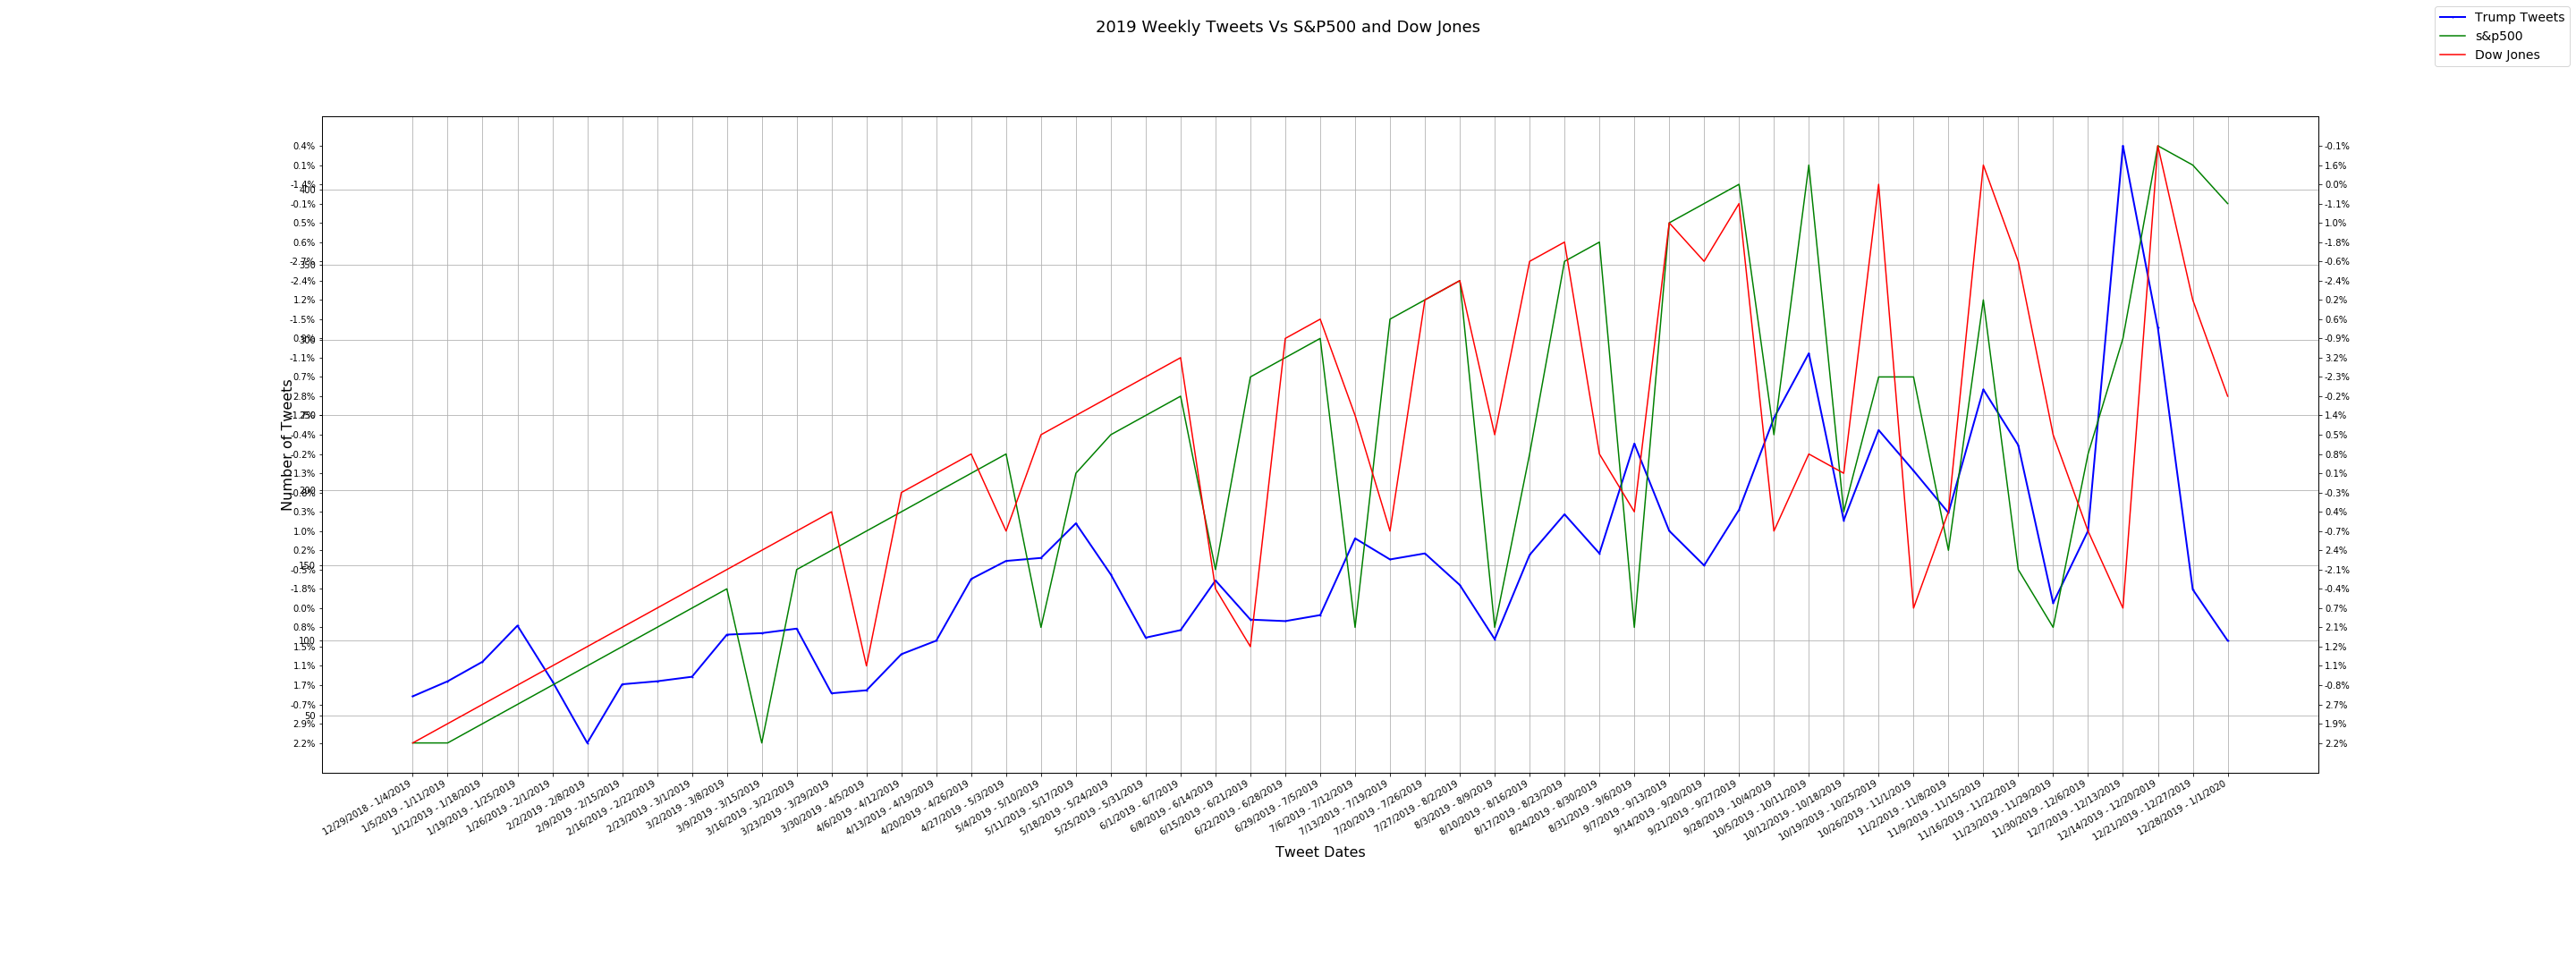 2019 Weekly Tweets Vs S&P500 and Dow Jones
Trump Tweets
s&p500
Dow Jones
0.4%
0.1%
-1.4%
400
-0.1%
0.5%
0.6%
-2.7%
350
-2.4%
1.2%
-1.5%
300
-1.1%
0.7%
2.8%
250
-0.4%
-0.2%
1.3%
200
0.3%
1.0%
0.2%
-0.5%
150
-1.8%
0.0%
0.8%
100
1.5%
1.1%
1.7%
-0.7%
50
2.9%
2.2%
Number of Tweets
-0.1%
1.6%
0.0%
-1.1%
1.0%
-1.8%
-0.6%
-2.4%
0.2%
0.6%
-0.9%
3.2%
-2.3%
-0.2%
1.4%
0.5%
0.8%
0.1%
-0.3%
0.4%
-0.7%
2.4%
-2.1%
-0.4%
0.7%
2.1%
1.2%
1.1%
-0.8%
2.7%
1.9%
2.2%
12/29/2018 - 1/4/2019
1/5/2019 - 1/11/2019
1/12/2019 - 1/18/2019
1/19/2019 - 1/25/2019
1/26/2019 - 2/1/2019
2/2/2019 - 2/8/2019
2/9/2019 - 2/15/2019
2/16/2019 - 2/22/2019
2/23/2019 - 3/1/2019
3/2/2019 - 3/8/2019
3/9/2019 - 3/15/2019
3/16/2019 - 3/22/2019
3/23/2019 - 3/29/2019
3/30/2019 - 4/5/2019
4/6/2019 - 4/12/2019
4/13/2019 - 4/19/2019
4/20/2019 - 4/26/2019
4/27/2019 - 5/3/2019
5/4/2019 - 5/10/2019
5/11/2019 - 5/17/2019
5/18/2019 - 5/24/2019
5/25/2019 - 5/31/2019
6/1/2019 - 6/7/2019
6/8/2019 - 6/14/2019
6/15/2019 - 6/21/2019
6/22/2019 - 6/28/2019
6/29/2019 - 7/5/2019
7/6/2019 - 7/12/2019
7/13/2019 - 7/19/2019
7/20/2019 - 7/26/2019
7/27/2019 - 8/2/2019
8/3/2019 - 8/9/2019
8/10/2019 - 8/16/2019
8/17/2019 - 8/23/2019
8/24/2019 - 8/30/2019
8/31/2019 - 9/6/2019
9/7/2019 - 9/13/2019
9/14/2019 - 9/20/2019
9/21/2019 - 9/27/2019
9/28/2019 - 10/4/2019
10/5/2019 - 10/11/2019
10/12/2019 - 10/18/2019
10/19/2019 - 10/25/2019
10/26/2019 - 11/1/2019
11/2/2019 - 11/8/2019
11/9/2019 - 11/15/2019
11/16/2019 - 11/22/2019
11/23/2019 - 11/29/2019
11/30/2019 - 12/6/2019
12/7/2019 - 12/13/2019
12/14/2019 - 12/20/2019
12/21/2019 - 12/27/2019
12/28/2019 - 1/1/2020
Tweet Dates